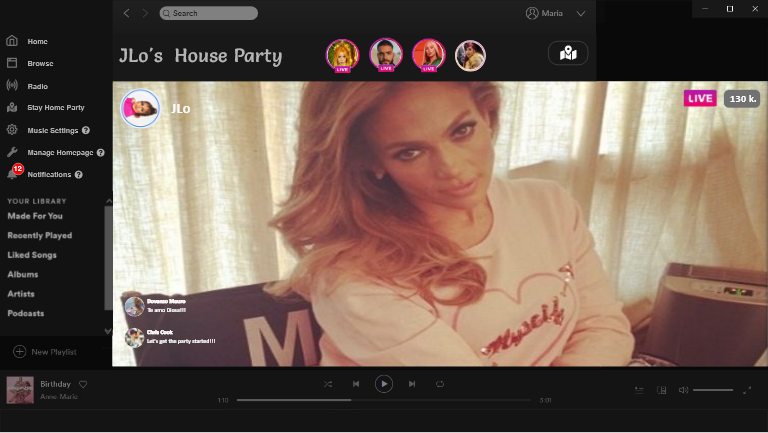 Search
Maria
Home
Browse
Radio
Stay Home Party
Music Settings ?
Manage Homepage ?
12
Notifications ?
YOUR LIBRARY
Made For You
Recently Played
Liked Songs
Albums
Artists
Podcasts
New Playlist
JLo's House Party
LIVE
LIVE
LIVE
JLo
LIVE
130 k.
Myself
M
Te amo Diosa!!!
Chris Cook
Let's get the party started!!!
Birthday
Anne-Marie
1:10
3:01